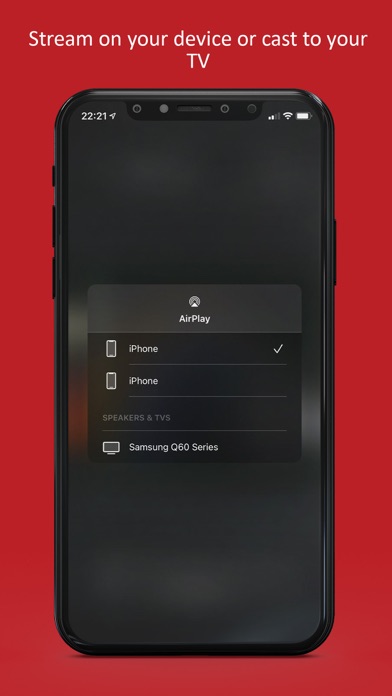 Stream on your device or cast to your
TV
22:21
AirPlay
iPhone
iPhone
SPEAKERS & TVS
Samsung Q60 Series